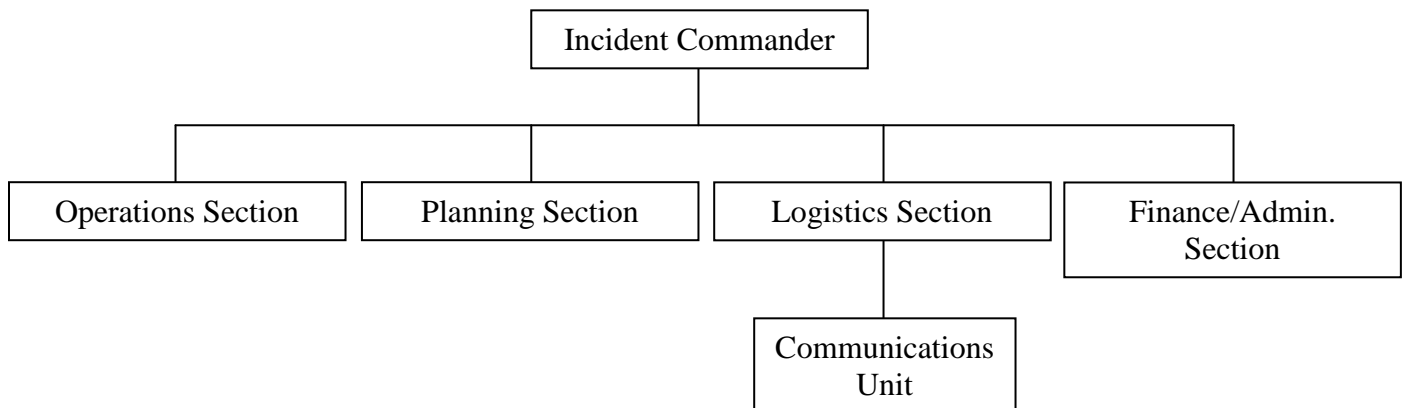 Incident Commander
Operations Section
Planning Section
Logistics Section
Finance/Admin.
Section
Communications
Unit